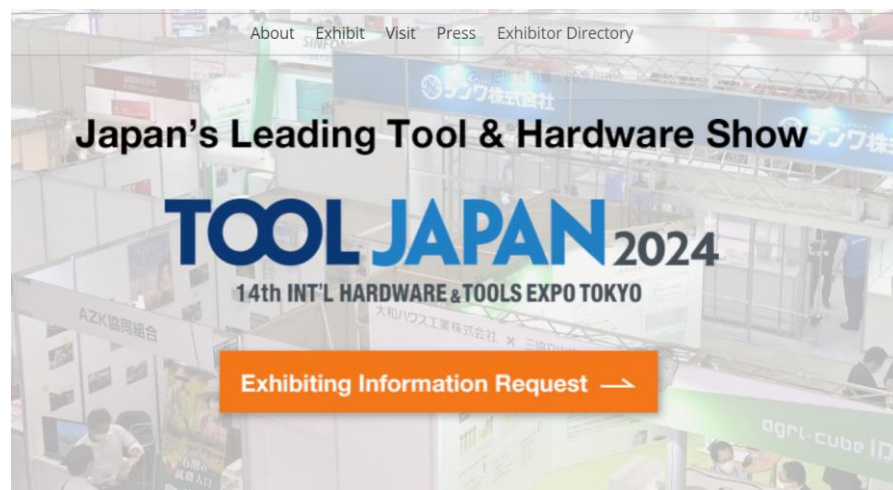 About Exhibit Visit Press Exhibitor Directory
シンワ株式会社
Japan's Leading Tool & Hardware Show
TOOL JAPAN 2024
14th INT'L HARDWARE & TOOLS EXPO TOKYO
AZK協同組合
大和ハウス工業株式会社 ×
Exhibiting Information Request
agri-cube ID